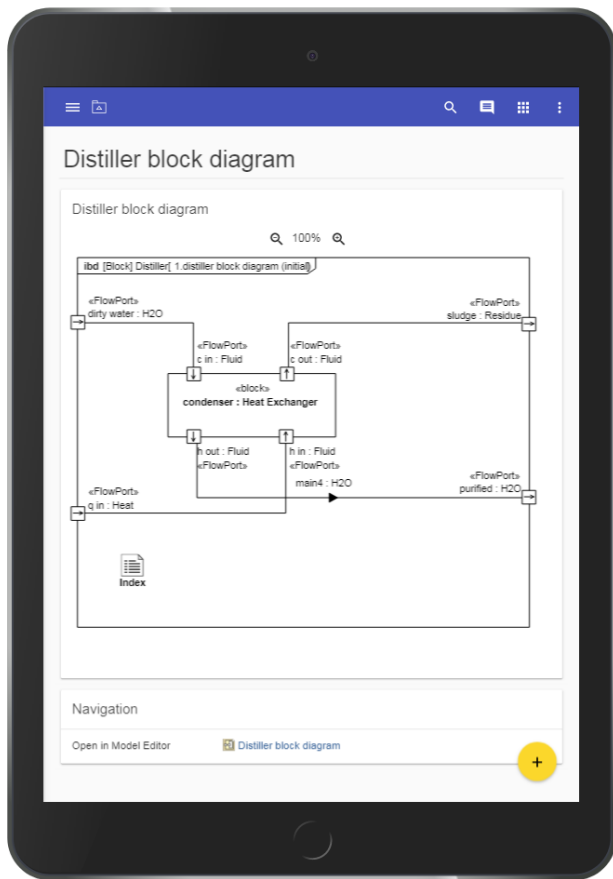 Distiller block diagram
Distiller block diagram
100%
ibd [Block] Distiller[ 1.distiller block diagram (initial)]
«FlowPort»
dirty water : H2O
«FlowPort»
sludge : Residue
«FlowPort»
c in : Fluid
«FlowPort»
c out : Fluid
«block»
condenser : Heat Exchanger
h out : Fluid
«FlowPort»
h in : Fluid
«FlowPort»
main4 : H2O
«FlowPort»
purified : H2O
«FlowPort»
q in : Heat
Index
Navigation
Open in Model Editor
Distiller block diagram